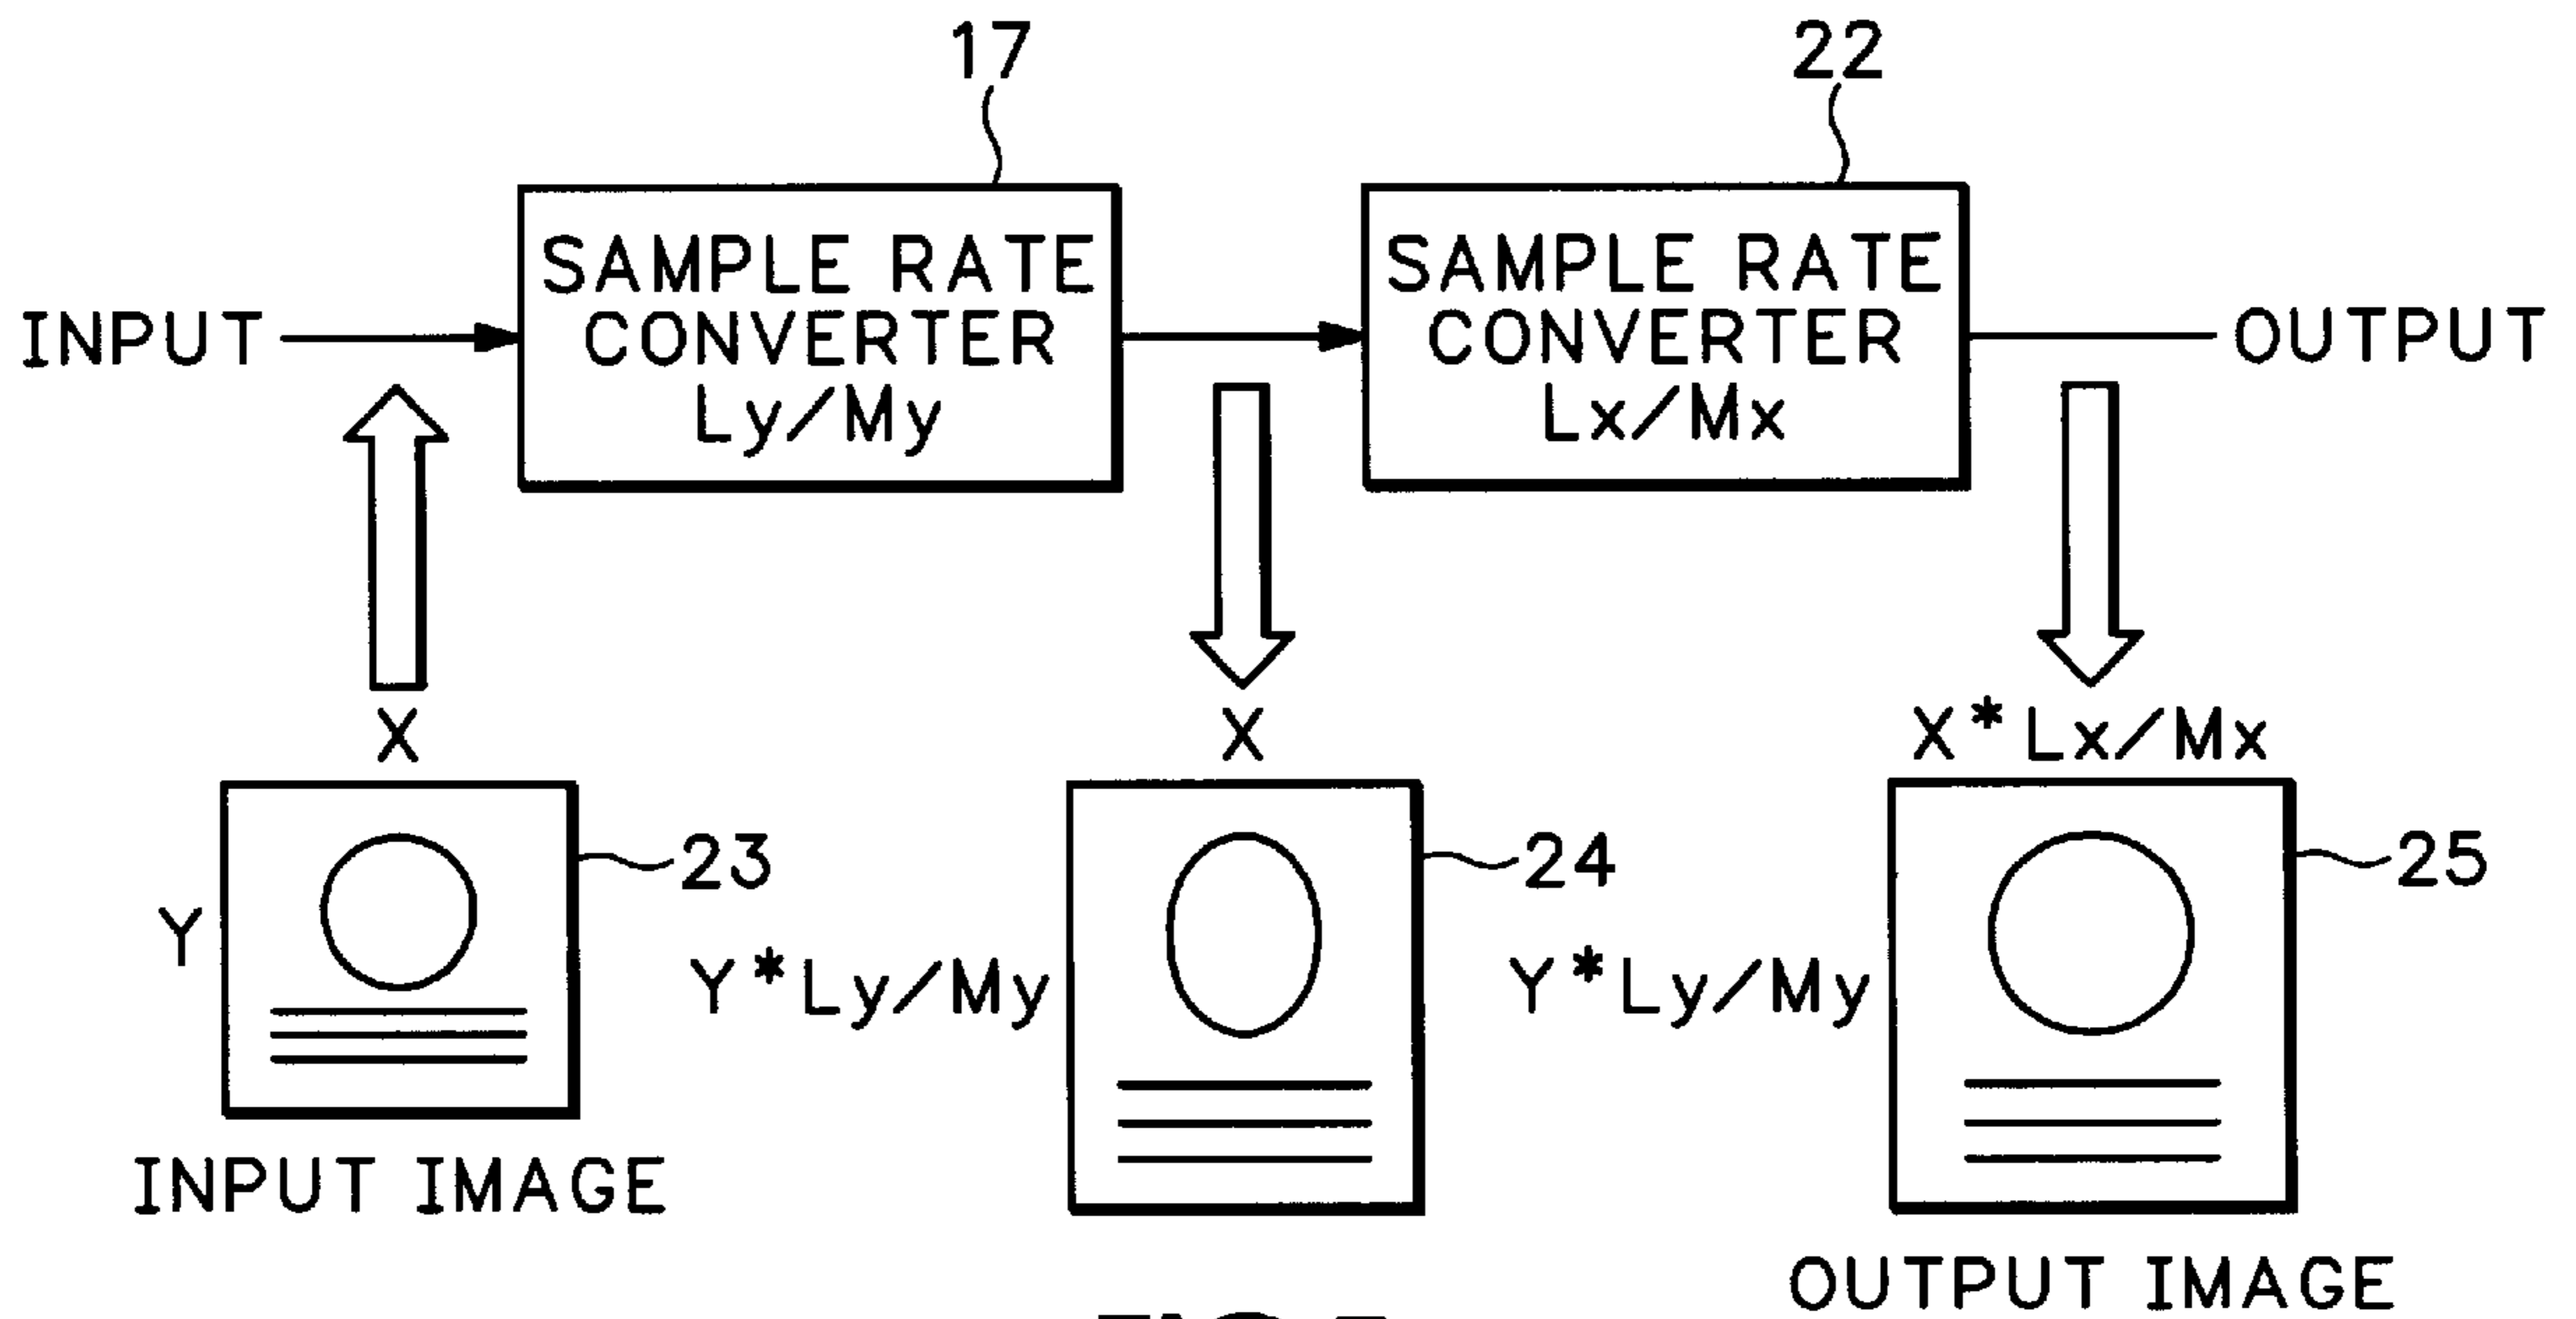 17
22
SAMPLE RATE
CONVERTER
Ly/My
SAMPLE RATE
CONVERTER
Lx/Mx
INPUT
OUTPUT
X
X
X*Lx/Mx
23
24
25
Y
Y*Ly/My
Y*Ly/My
INPUT IMAGE
OUTPUT IMAGE